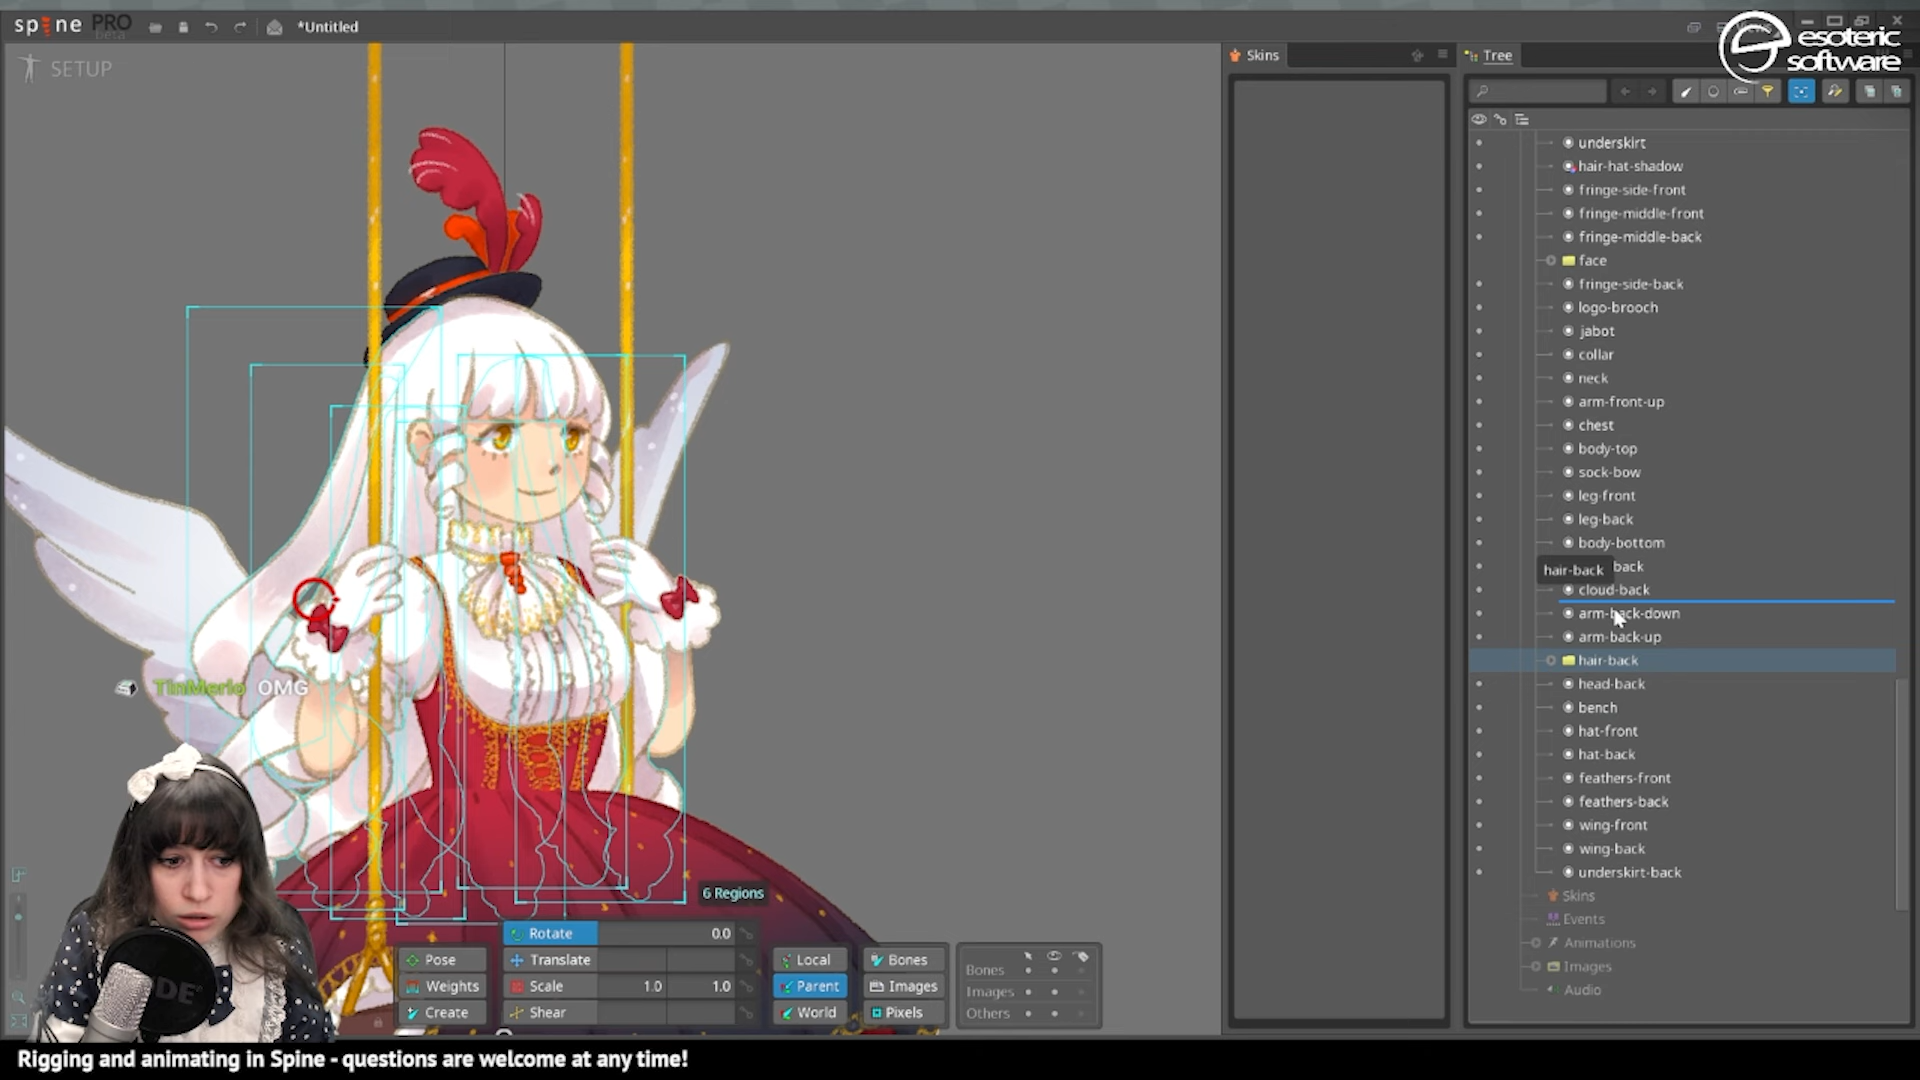 spine PRO
beta
*Untitled
SETUP
Skins
Tree
esoteric
software
underskirt
hair-hat-shadow
fringe-side-front
fringe-middle-front
fringe-middle-back
face
fringe-side-back
logo-brooch
jabot
collar
neck
arm-front-up
chest
body-top
sock-bow
leg-front
leg-back
body-bottom
hair-back
back
cloud-back
arm-back-down
arm-back-up
hair-back
head-back
bench
hat-front
hat-back
feathers-front
feathers-back
wing-front
wing-back
underskirt-back
Skins
Events
Animations
Images
Audio
TinMerio OMG
6 Regions
Pose
Weights
Create
Rotate 0.0
Translate
Scale 1.0 1.0
Shear
Local
Parent
World
Bones
Images
Pixels
Bones
Images
Others
Rigging and animating in Spine - questions are welcome at any time!